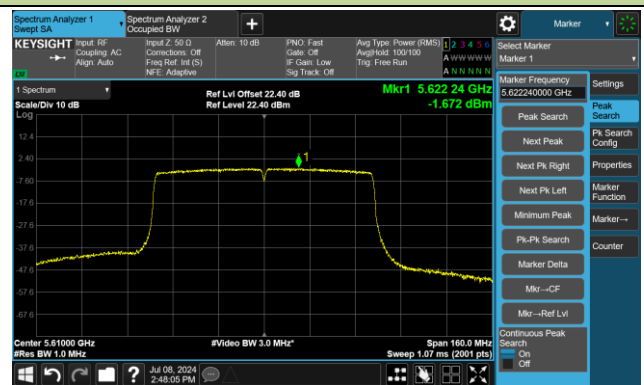 Spectrum Analyzer 1
Swept SA
Spectrum Analyzer 2
Occupied BW
Marker
KEYSIGHT
Input: RF
Coupling: AC
Align: Auto
Input Z: 50 Ω
Corrections: Off
Freq Ref: Int (S)
NFE: Adaptive
Atten: 10 dB
PNO: Fast
Gate: Off
IF Gain: Low
Sig Track: Off
Avg Type: Power (RMS)
Avg|Hold: 100/100
Trig: Free Run
1 2 3 4 5 6
A W W W W W
A N N N N N
LXI
Select Marker
Marker 1
1 Spectrum
Scale/Div 10 dB
Log
Ref Lvl Offset 22.40 dB
Ref Level 22.40 dBm
Mkr1 5.622 24 GHz
-1.672 dBm
12.4
2.40
-7.60
-17.6
-27.6
-37.6
-47.6
-57.6
-67.6
1
Center 5.61000 GHz
#Res BW 1.0 MHz
#Video BW 3.0 MHz*
Span 160.0 MHz
Sweep 1.07 ms (2001 pts)
Marker Frequency
5.622240000 GHz
Peak Search
Next Peak
Next Pk Right
Next Pk Left
Minimum Peak
Pk-Pk Search
Marker Delta
Mkr→CF
Mkr→Ref Lvl
Continuous Peak
Search
On
Off
Settings
Peak
Search
Pk Search
Config
Properties
Marker
Function
Marker→
Counter
?
Jul 08, 2024
2:48:05 PM